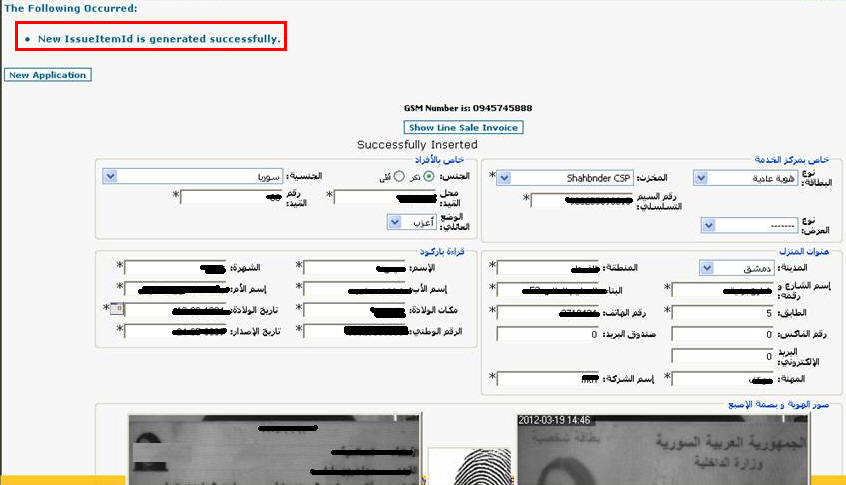 The Following Occurred:
• New IssueItemId is generated successfully.
New Application
GSM Number is: 0945745888
Show Line Sale Invoice
Successfully Inserted
خاص بمركز الخدمة
نوع البطاقة: هوية عادية
المخزن: Shahbnder CSP *
رقم السيم التسلسلي: *
نوع العرض: -------
خاص بالأفراد
الجنس: ذكر أنثى
الجنسية: سوريا
محل القيد: *
رقم القيد: *
الوضع العائلي: أعزب
عنوان المنزل
المدينة: دمشق
المنطقة: *
إسم الشارع و رقمه: *
البناء *
الطابق: 5 *
رقم الهاتف: *
رقم الفاكس: 0
صندوق البريد: 0
البريد الإلكتروني: 0
المهنة: *
إسم الشركة: *
قراءة باركود
الإسم: *
الشهرة: *
إسم الأب: *
إسم الأم: *
مكان الولادة: *
تاريخ الولادة: *
الرقم الوطني: *
تاريخ الإصدار: *
صور الهوية و بصمة الإصبع
2012-03-19 14:46
الجمهورية العربية السورية
وزارة الداخلية
بطاقة شخصية